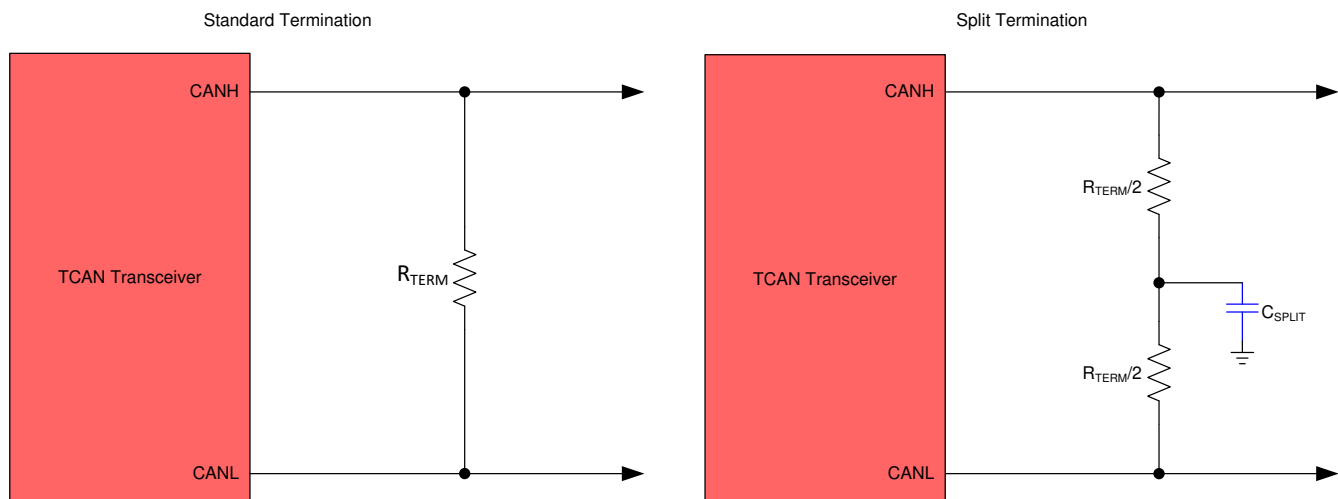 Standard Termination
CANH
TCAN Transceiver
RTERM
CANL
Split Termination
CANH
RTERM/2
TCAN Transceiver
CSPLIT
RTERM/2
CANL